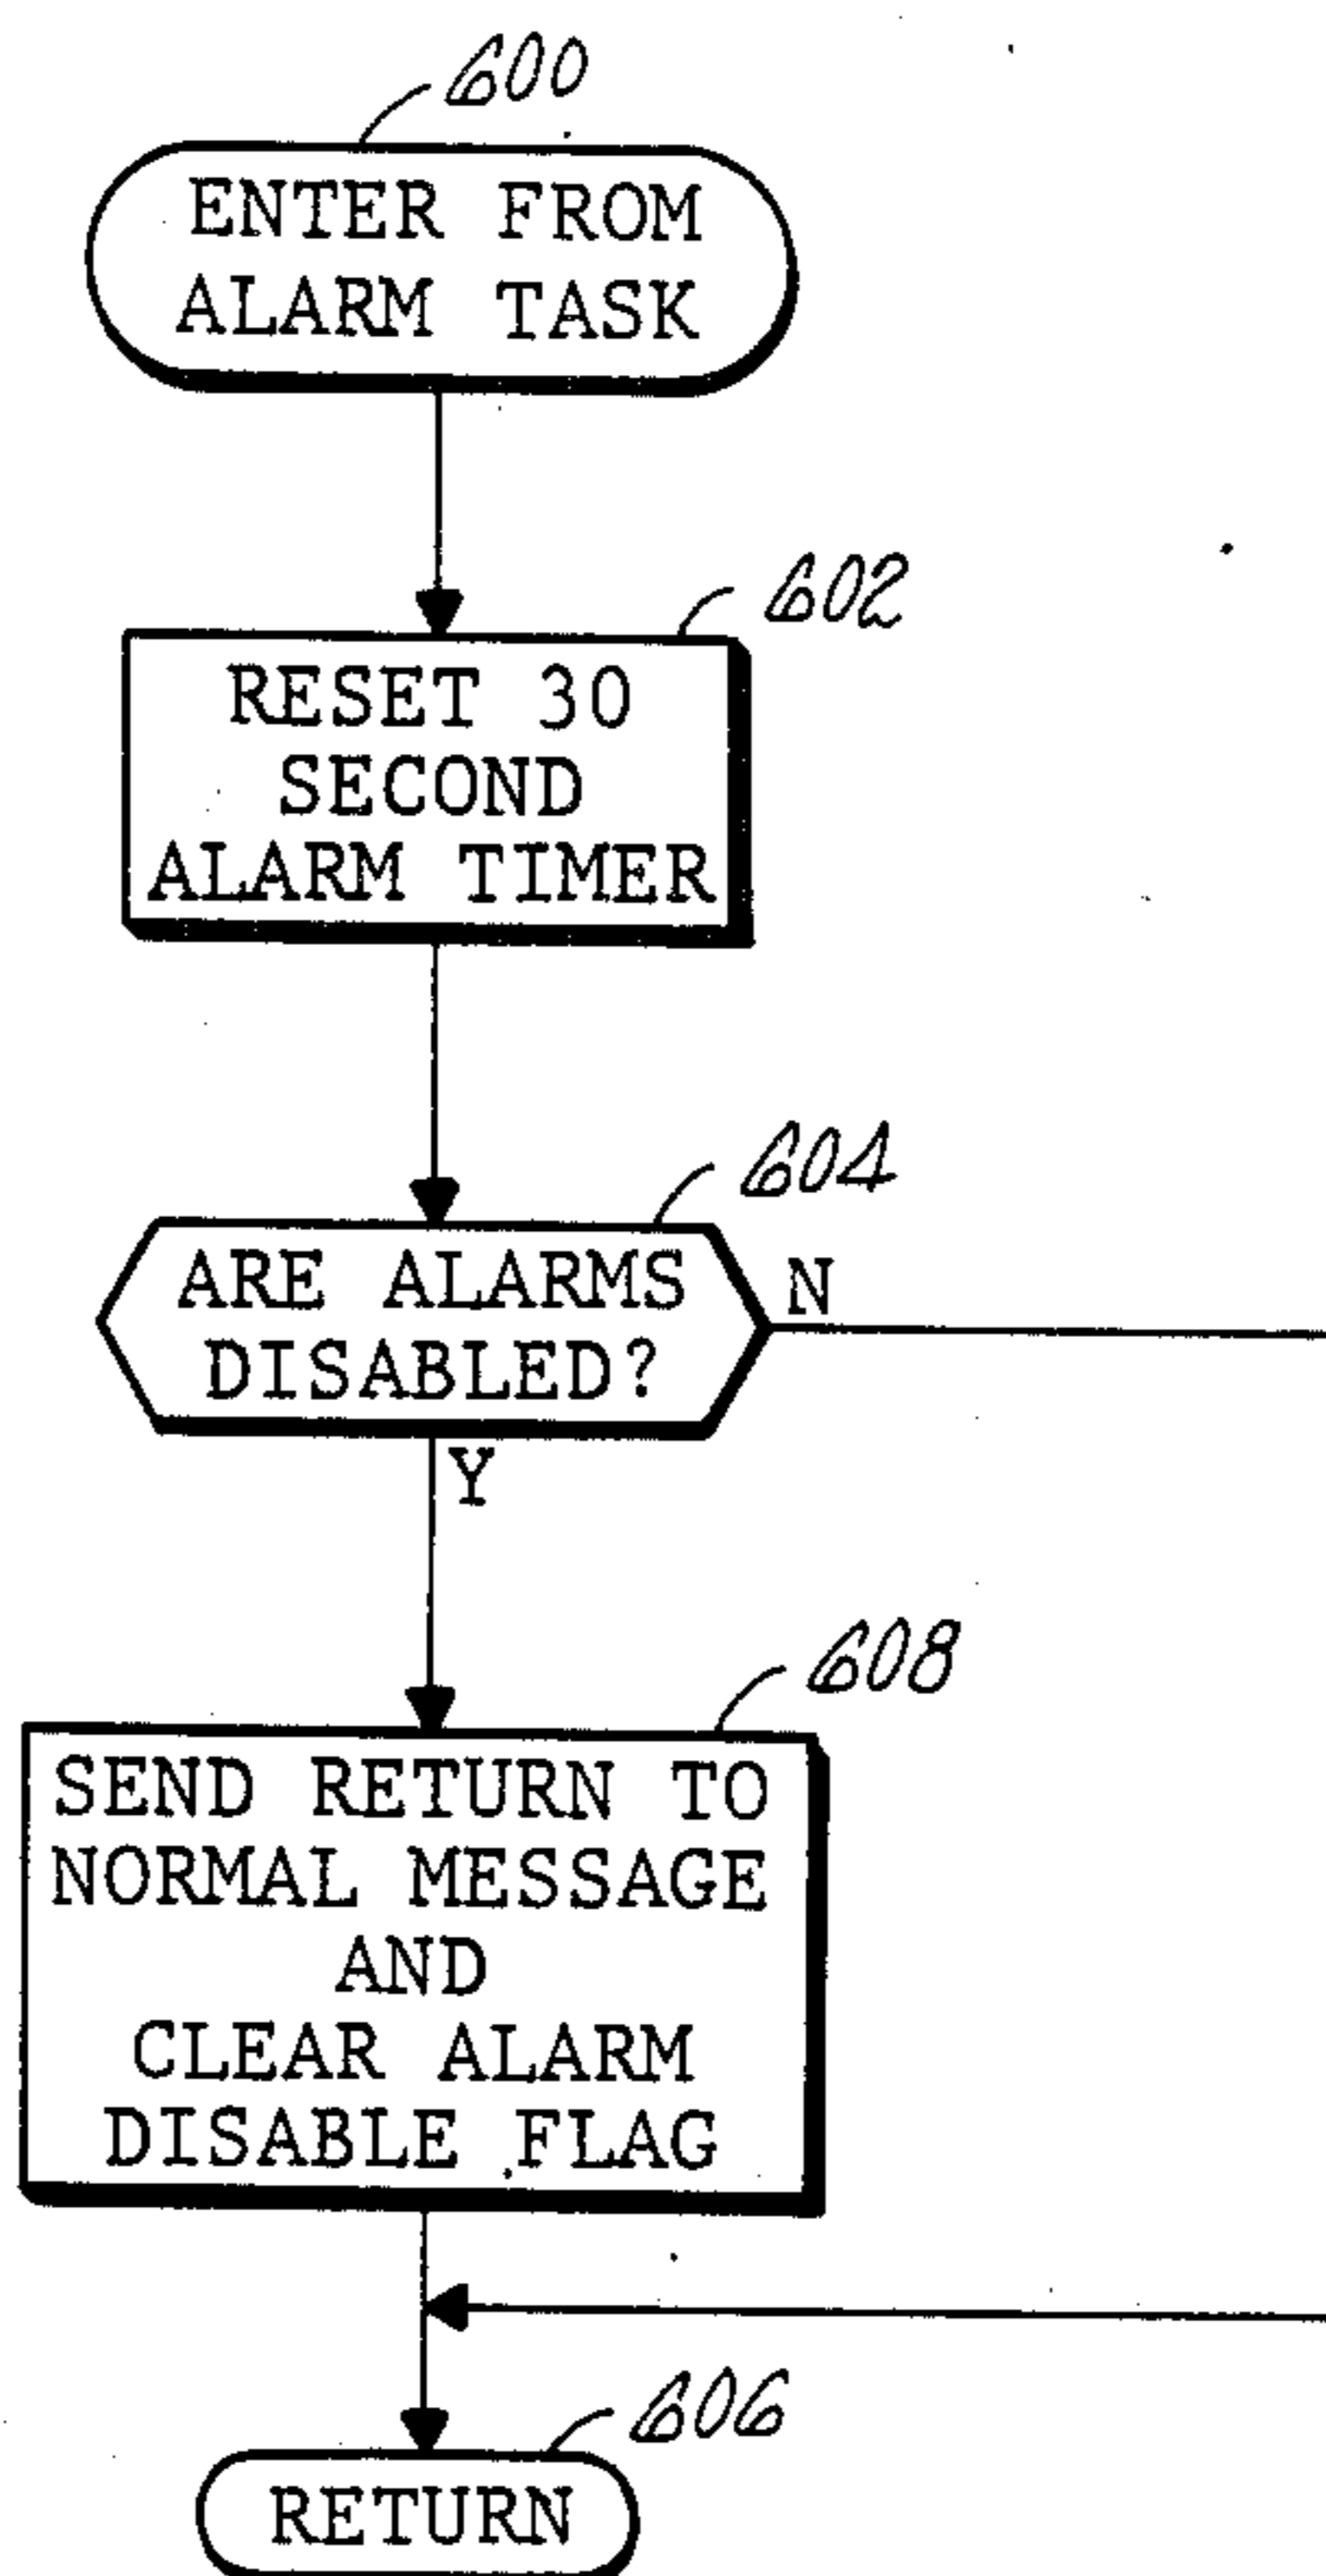 600
ENTER FROM
ALARM TASK
602
RESET 30
SECOND
ALARM TIMER
604
ARE ALARMS
DISABLED?
N
Y
608
SEND RETURN TO
NORMAL MESSAGE
AND
CLEAR ALARM
DISABLE FLAG
606
RETURN